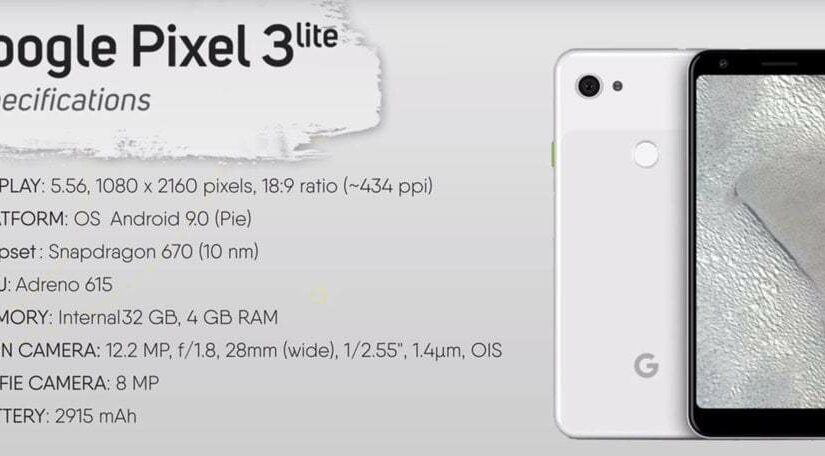 oogle Pixel 3lite
ecifications
PLAY: 5.56, 1080 x 2160 pixels, 18:9 ratio (~434 ppi)
TFORM: OS Android 9.0 (Pie)
pset : Snapdragon 670 (10 nm)
U: Adreno 615
MORY: Internal32 GB, 4 GB RAM
N CAMERA: 12.2 MP, f/1.8, 28mm (wide), 1/2.55", 1.4µm, OIS
FIE CAMERA: 8 MP
TTERY: 2915 mAh
G